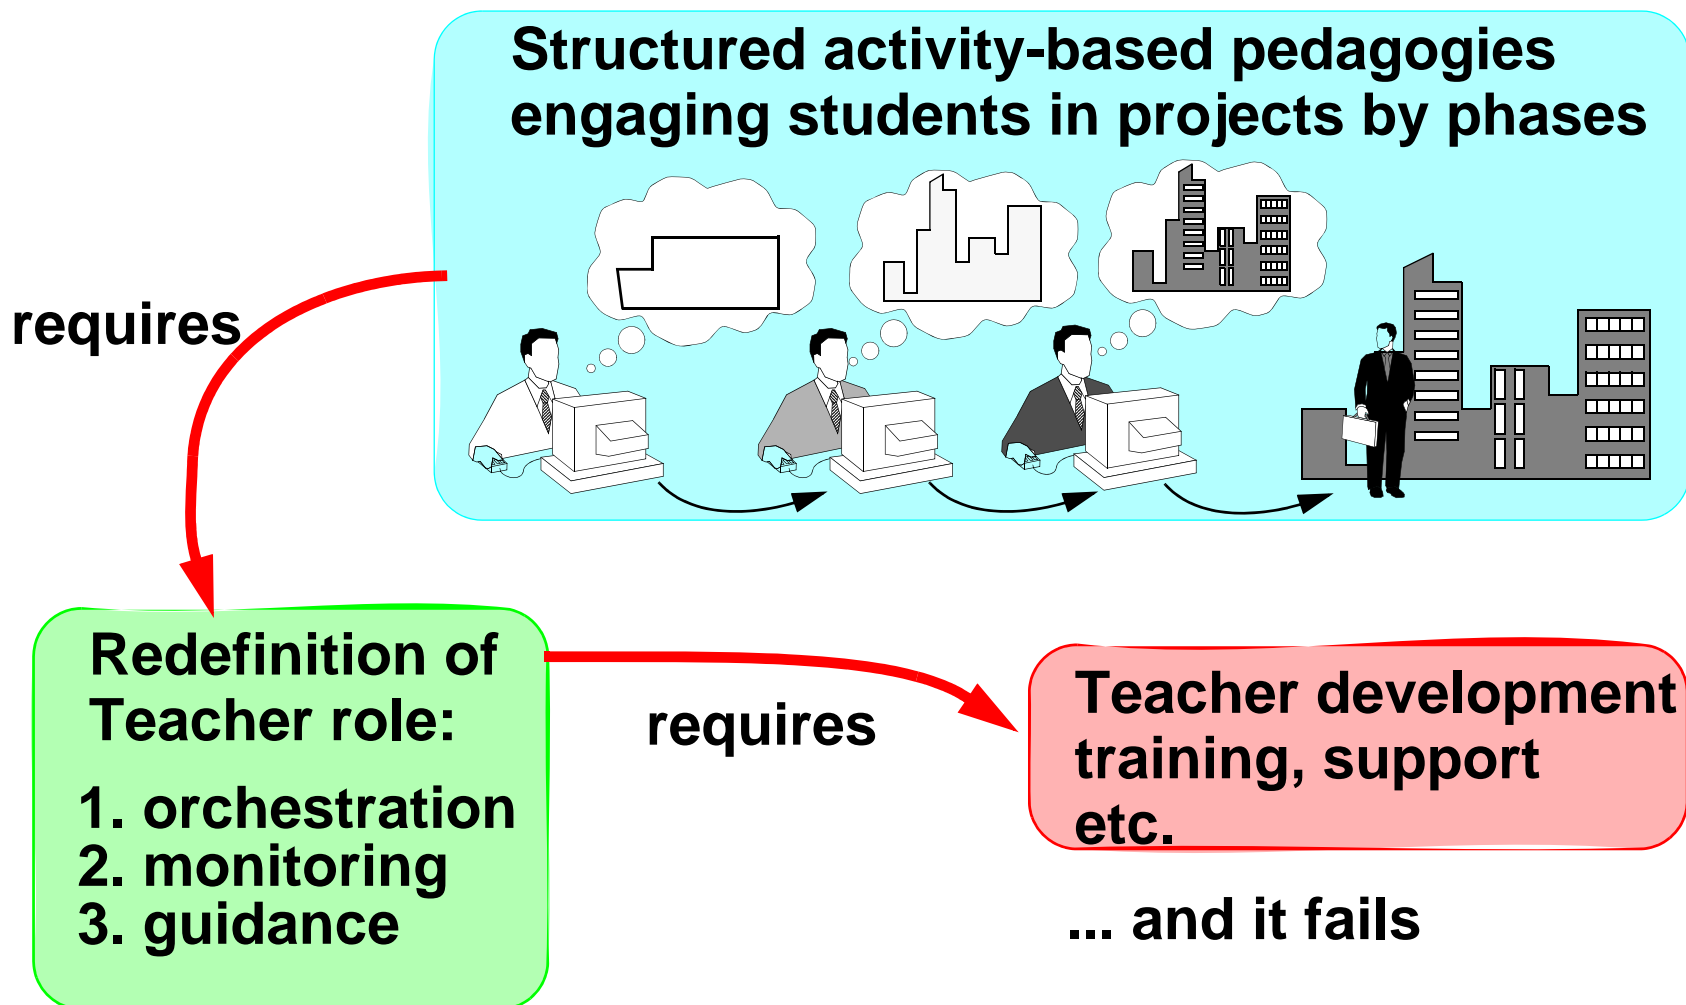 Structured activity-based pedagogies
engaging students in projects by phases
requires
Redefinition of
Teacher role:
1. orchestration
2. monitoring
3. guidance
requires
Teacher development
training, support
etc.
... and it fails